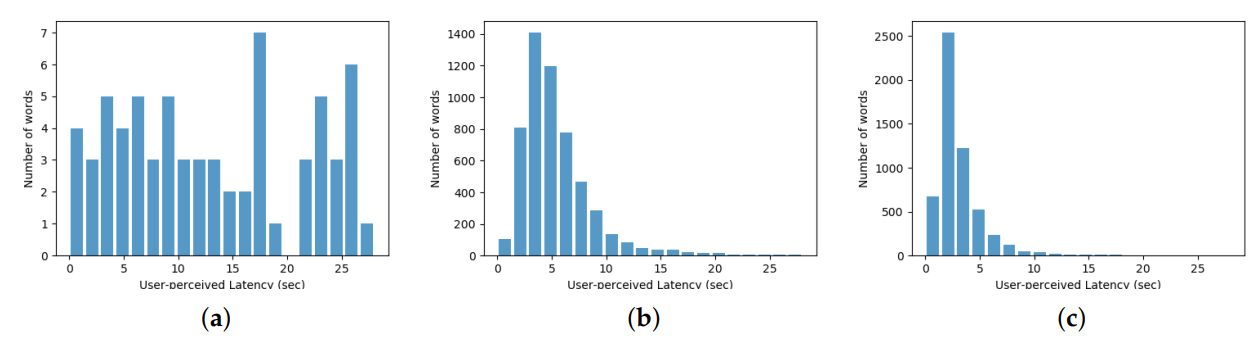 7
6
5
4
3
2
1
0
Number of words
0 5 10 15 20 25
User-perceived Latency (sec)
(a)
1400
1200
1000
800
600
400
200
0
Number of words
0 5 10 15 20 25
User-perceived Latency (sec)
(b)
2500
2000
1500
1000
500
0
Number of words
0 5 10 15 20 25
User-perceived Latency (sec)
(c)